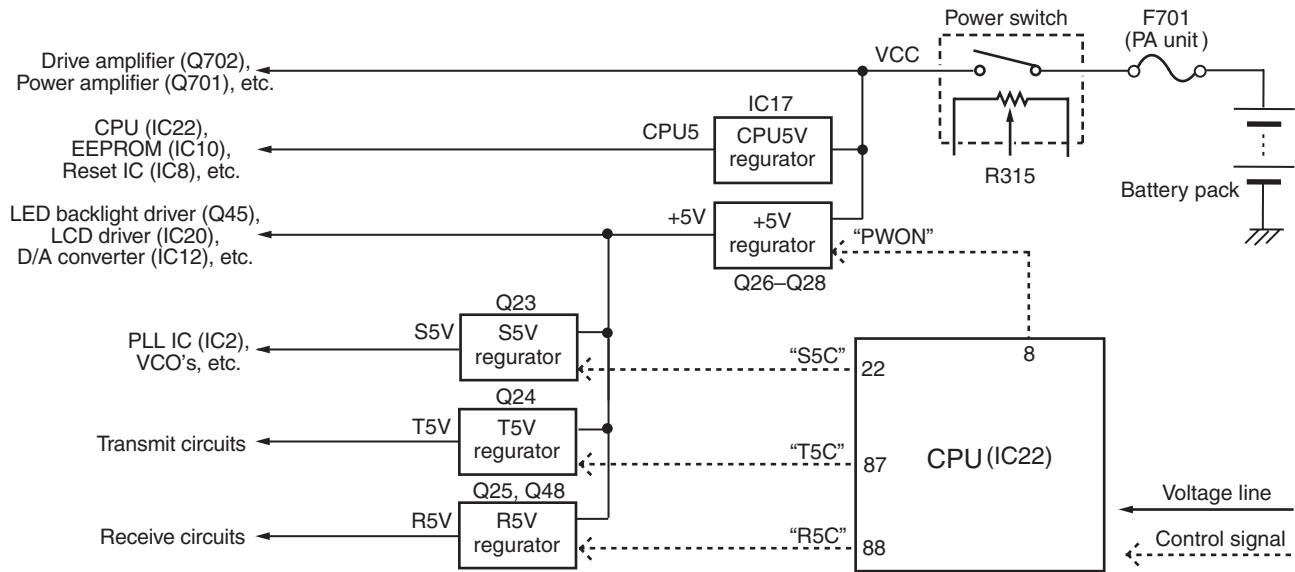 Power switch
F701
(PA unit)
Drive amplifier (Q702),
Power amplifier (Q701), etc.
VCC
IC17
CPU (IC22),
EEPROM (IC10),
Reset IC (IC8), etc.
CPU5
CPU5V
regurator
R315
Battery pack
LED backlight driver (Q45),
LCD driver (IC20),
D/A converter (IC12), etc.
+5V
+5V
regurator
“PWON”
Q26–Q28
Q23
PLL IC (IC2),
VCO's, etc.
S5V
S5V
regurator
“S5C”
22
8
Q24
Transmit circuits
T5V
T5V
regurator
“T5C”
87
CPU (IC22)
Q25, Q48
Receive circuits
R5V
R5V
regurator
“R5C”
88
Voltage line
Control signal